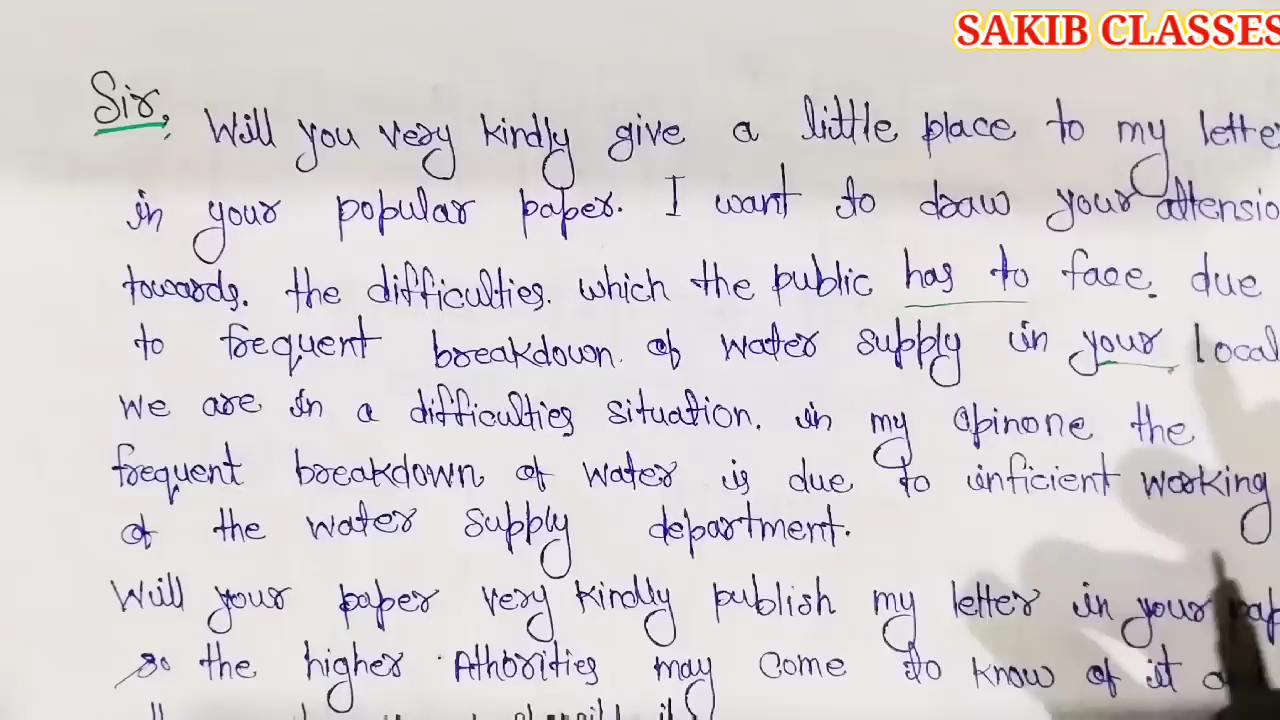 SAKIB CLASSES
Sir,
Will you very kindly give a little place to my lette
in your popular paper. I want to draw your attensio
towards. the difficulties. which the public has to face. due
to frequent breakdown. of water supply in your local
We are in a difficulties situation. in my opinone the
frequent breakdown of water is due to inficient working
of the water supply department.
Will your paper very kindly publish my letter in your pap
so the higher Athorities may come to know of it